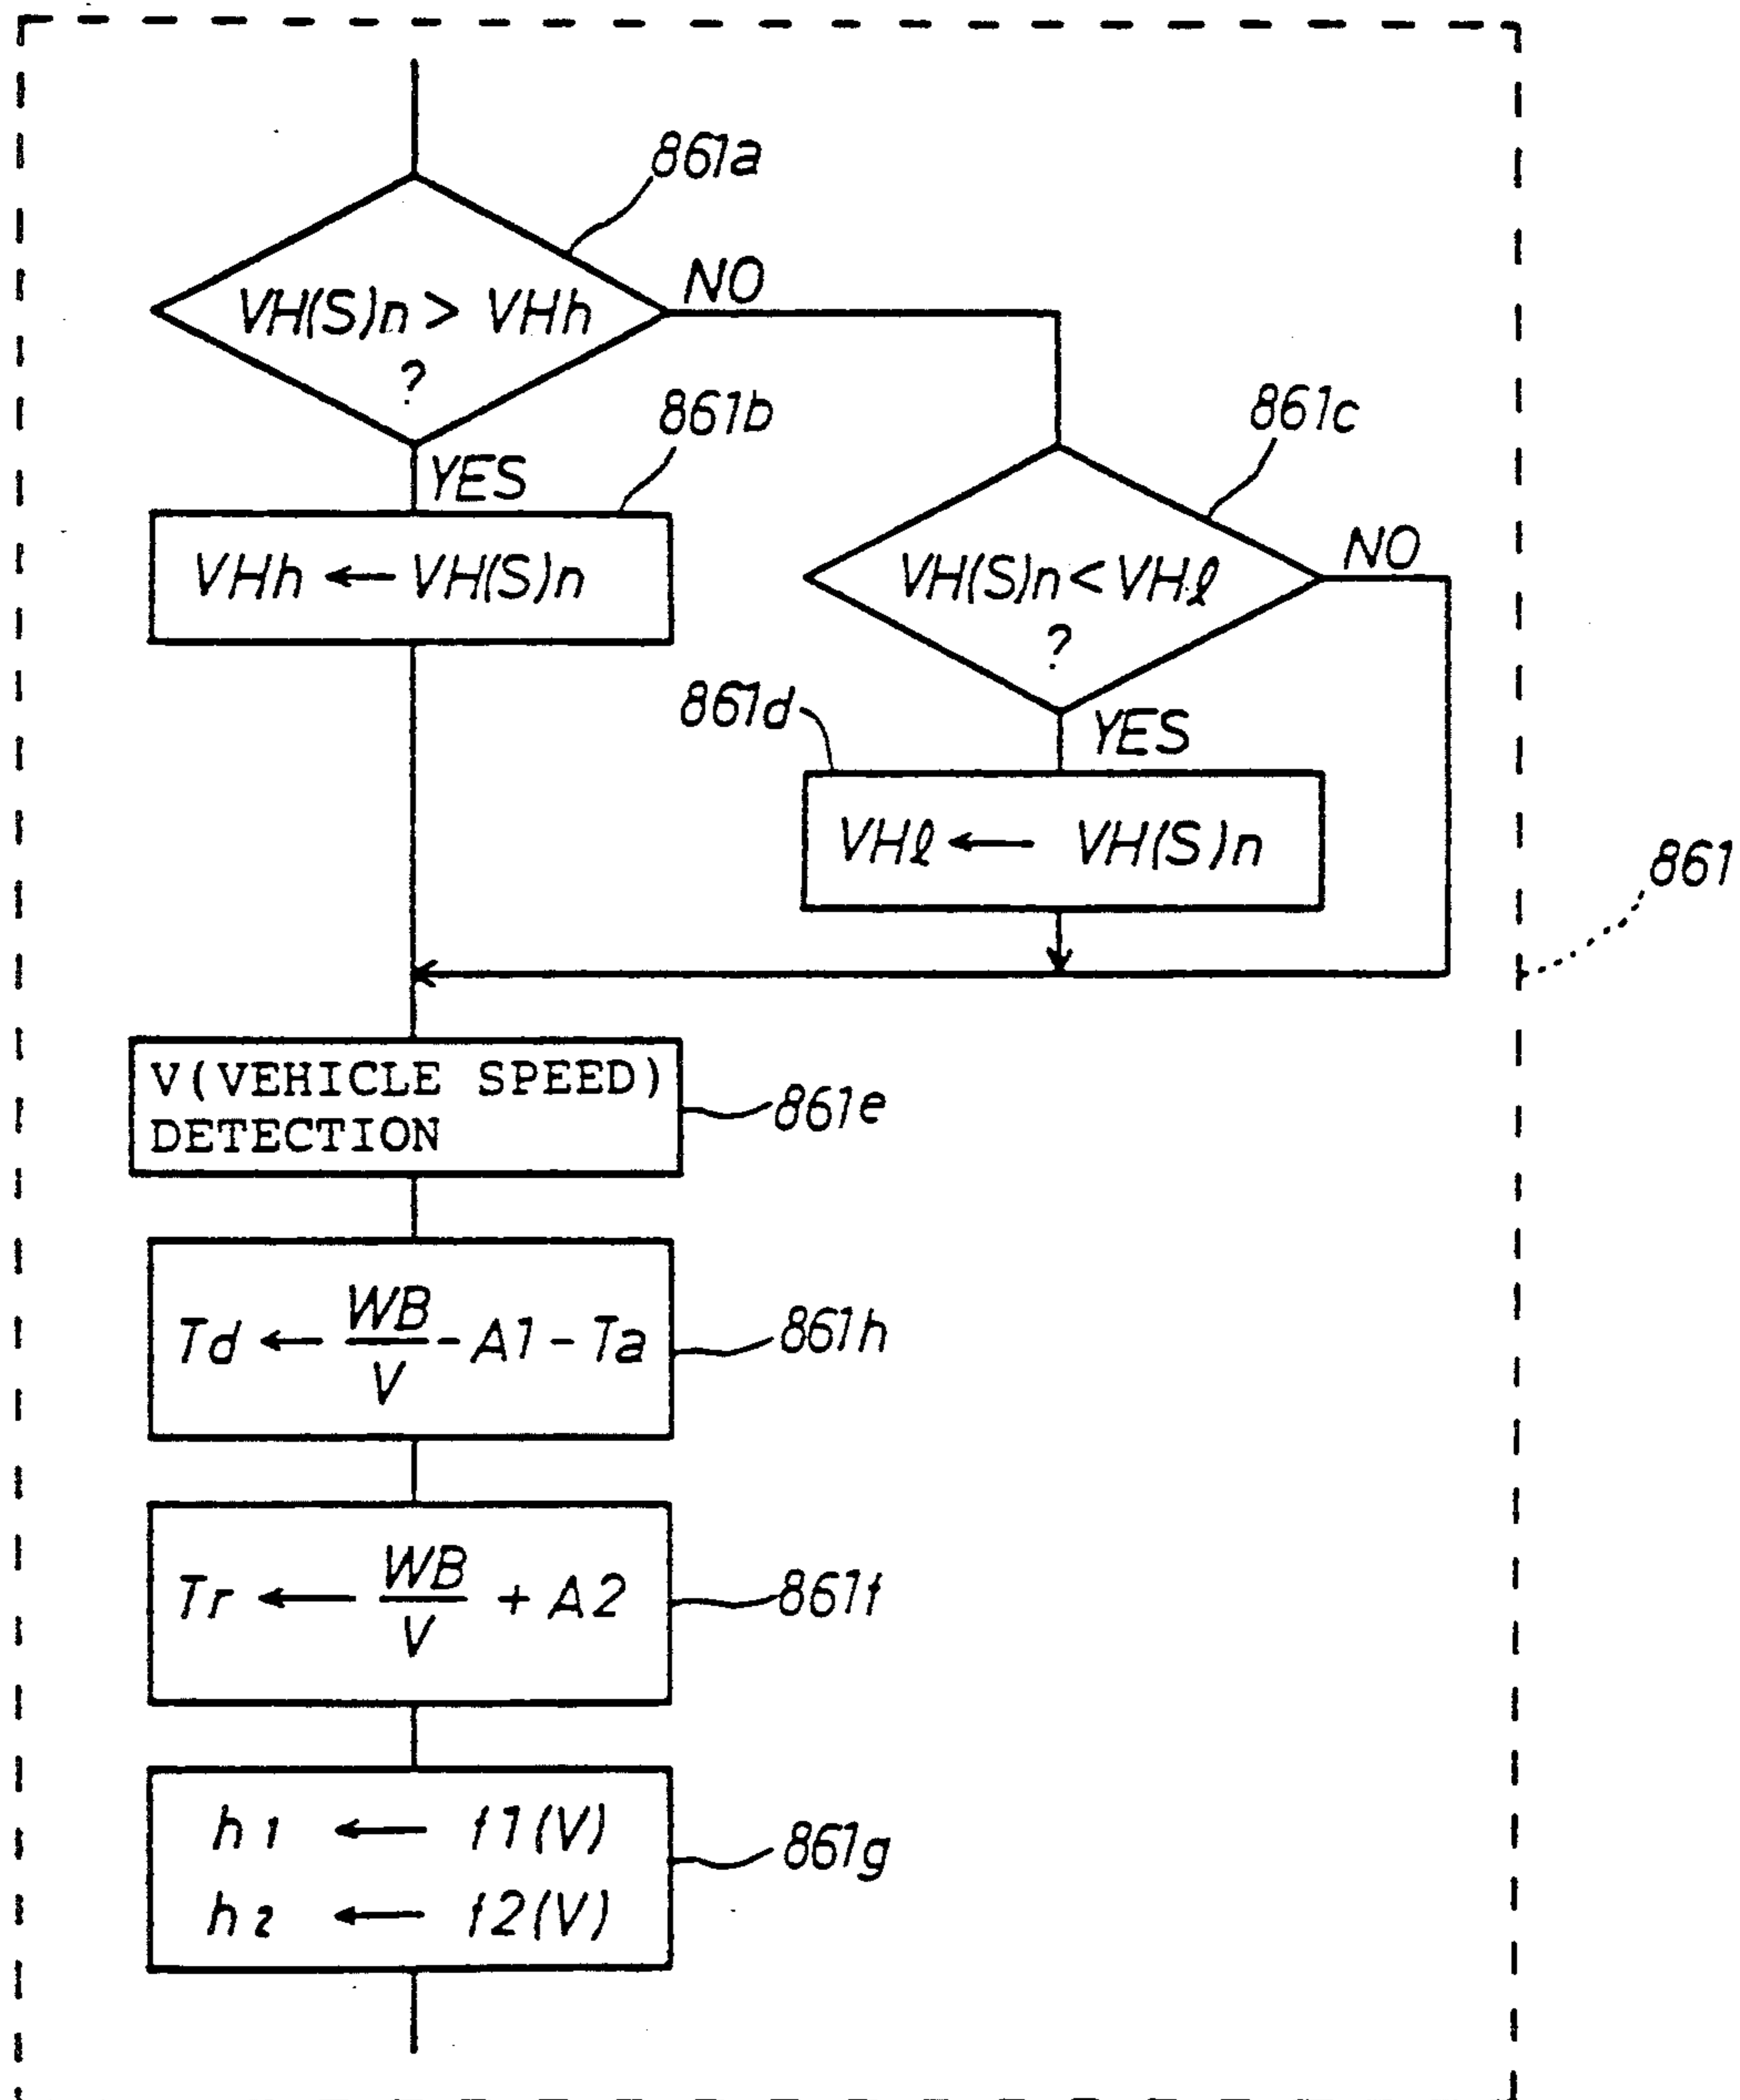 861a
VH(S)n > VHh
?
NO
YES
861b
VHh ← VH(S)n
861c
VH(S)n < VHℓ
?
NO
YES
861d
VHℓ ← VH(S)n
861
V(VEHICLE SPEED)
DETECTION
861e
Td ← WB/V - A1 - Ta
861h
Tr ← WB/V + A2
861f
h1 ← f1(V)
h2 ← f2(V)
861g